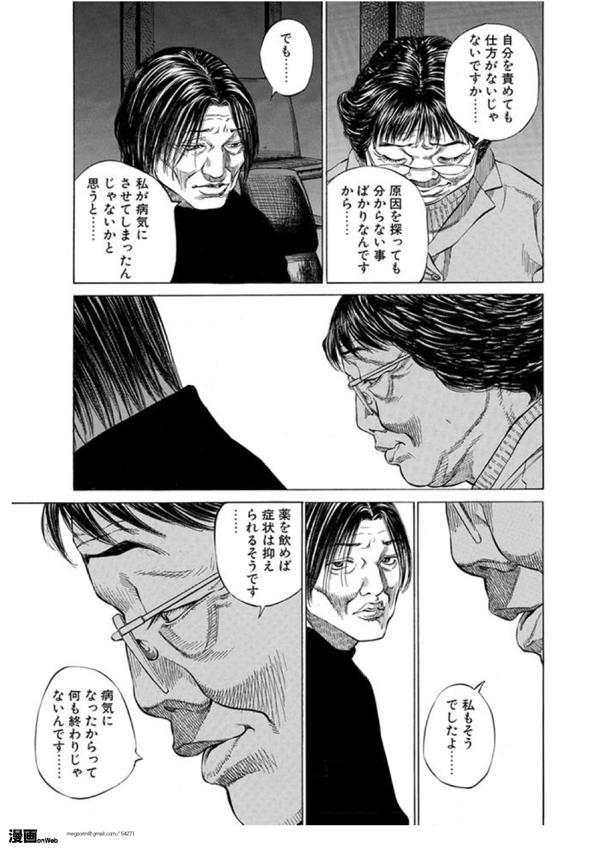 自分を責めても
仕方がないじゃ
ないですか……
原因を探っても
分からない事
ばかりなんです
から……
でも……
私が病気に
させてしまったん
じゃないかと
思うと……
私もそう
でしたよ……
薬を飲めば
症状は抑え
られるそうです
……
病気に
なったからって
何も終わりじゃ
ないんです……
漫画onWeb
megaorin@gmail.com/54271